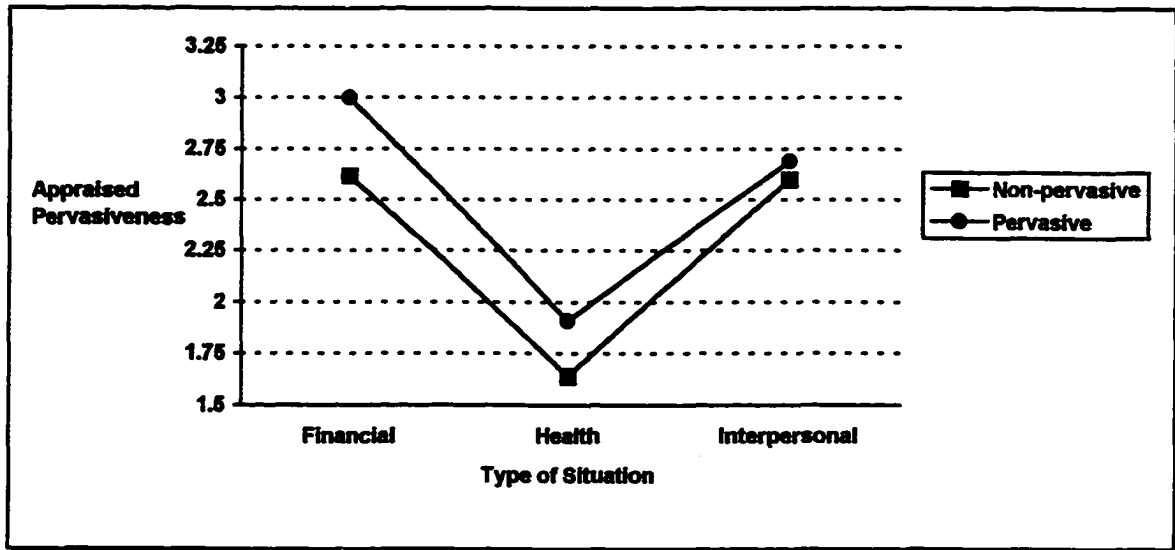 3.25
3
2.75
2.5
2.25
2
1.75
1.5
Appraised
Pervasiveness
Financial
Health
Interpersonal
Type of Situation
Non-pervasive
Pervasive